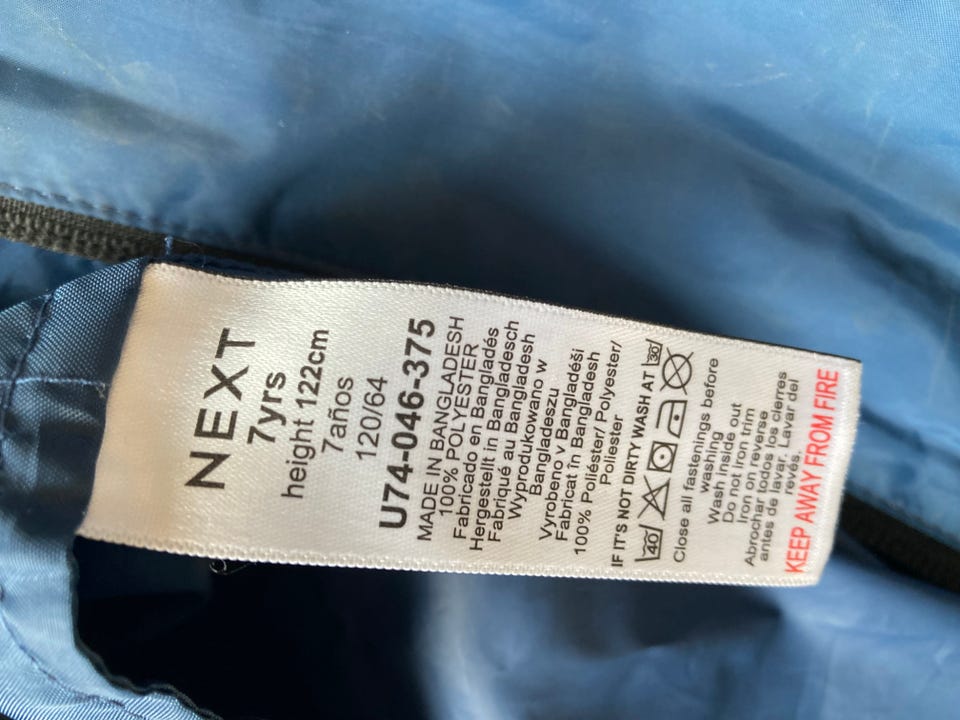 NEXT
7yrs
height 122cm
7años
120/64
U74-046-375
MADE IN BANGLADESH
100% POLYESTER
Fabricado en Bangladés
Hergestellt in Bangladesch
Fabriqué au Bangladesh
Wyprodukowano w
Bangladeszu
Vyrobeno v Bangladéši
Fabricat în Bangladesh
100% Poliéster/ Polyester/
Poliester
IF IT'S NOT DIRTY WASH AT 30
40
Close all fastenings before
washing
Wash inside out
Do not iron trim
Iron on reverse
Abrochar todos los cierres
antes de lavar. Lavar del
revés.
KEEP AWAY FROM FIRE